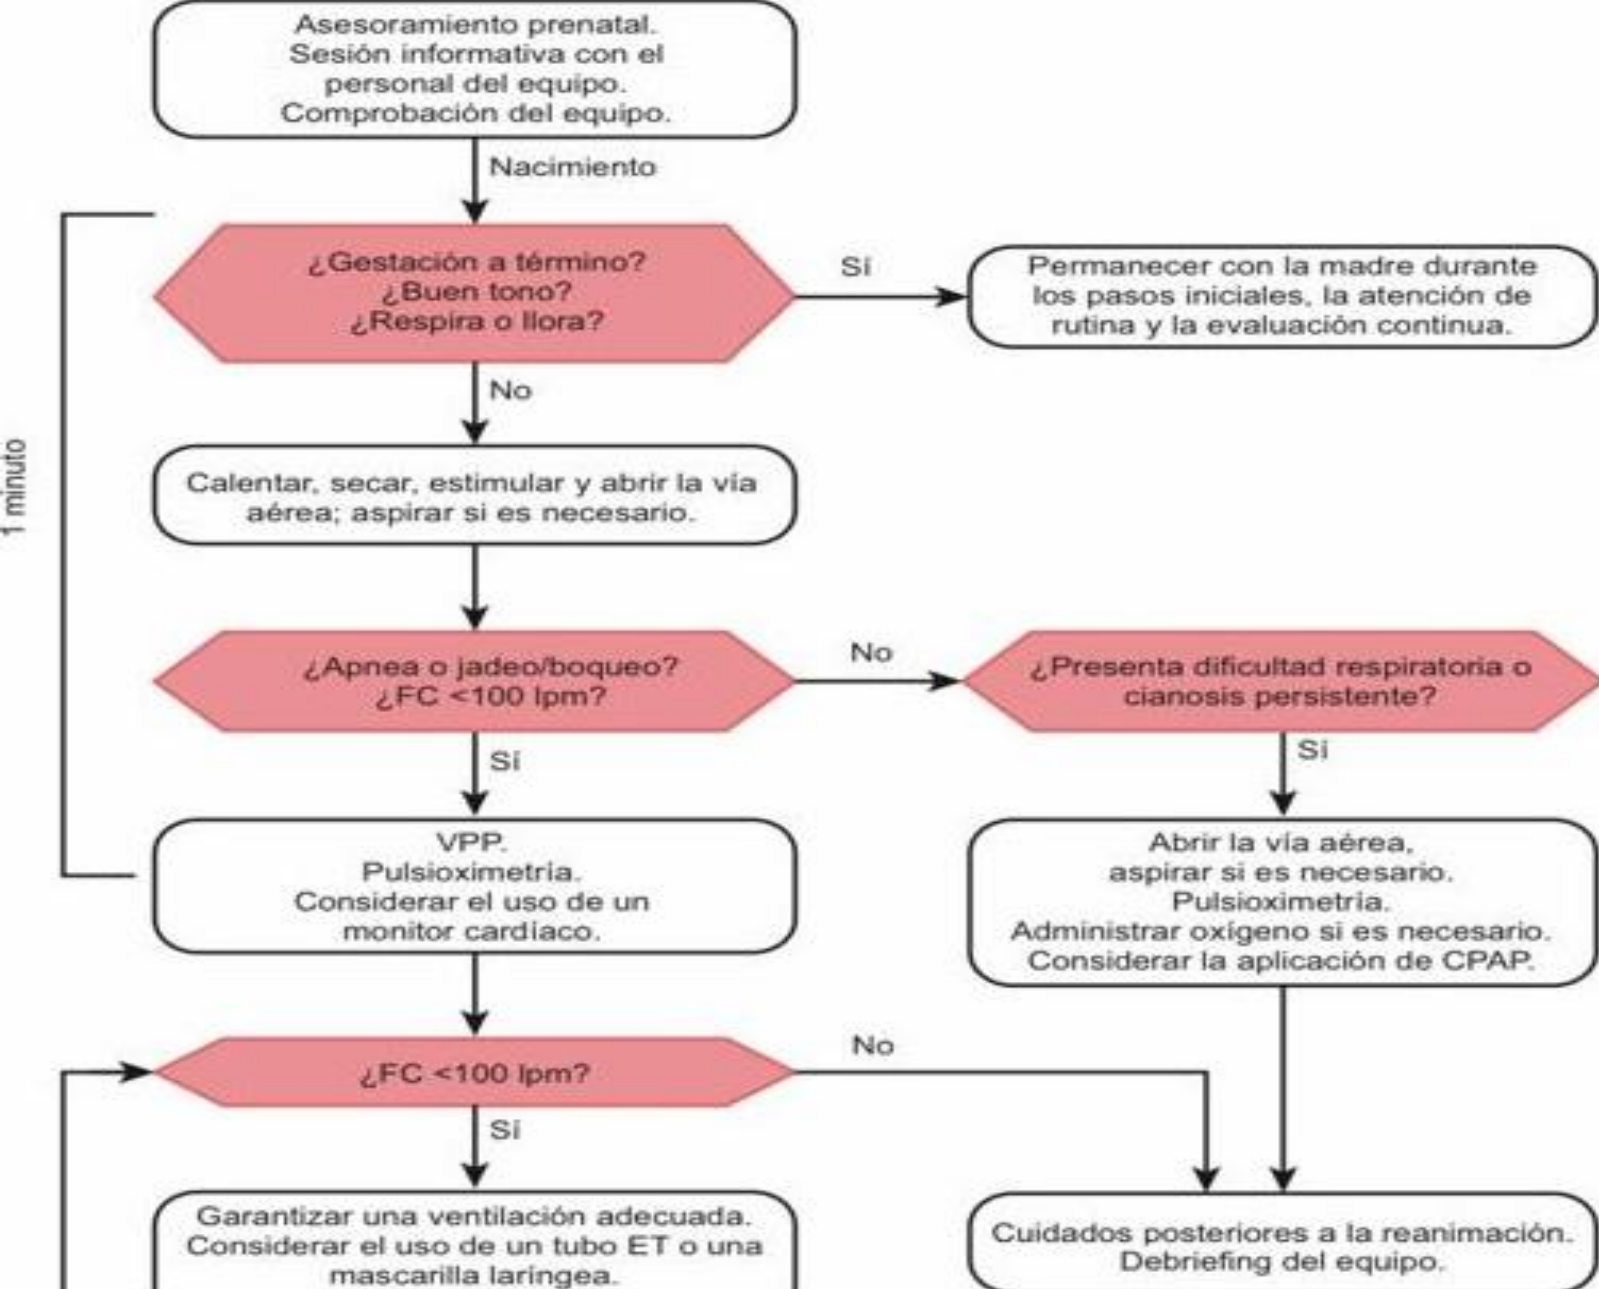 Asesoramiento prenatal.
Sesión informativa con el
personal del equipo.
Comprobación del equipo.
Nacimiento
¿Gestación a término?
¿Buen tono?
¿Respira o llora?
Sí
Permanecer con la madre durante
los pasos iniciales, la atención de
rutina y la evaluación continua.
No
1 minuto
Calentar, secar, estimular y abrir la vía
aérea; aspirar si es necesario.
¿Apnea o jadeo/boqueo?
¿FC <100 lpm?
No
¿Presenta dificultad respiratoria o
cianosis persistente?
Sí
Sí
VPP.
Pulsioximetría.
Considerar el uso de un
monitor cardíaco.
Abrir la vía aérea,
aspirar si es necesario.
Pulsioximetría.
Administrar oxígeno si es necesario.
Considerar la aplicación de CPAP.
¿FC <100 lpm?
No
Sí
Garantizar una ventilación adecuada.
Considerar el uso de un tubo ET o una
mascarilla laríngea.
Cuidados posteriores a la reanimación.
Debriefing del equipo.